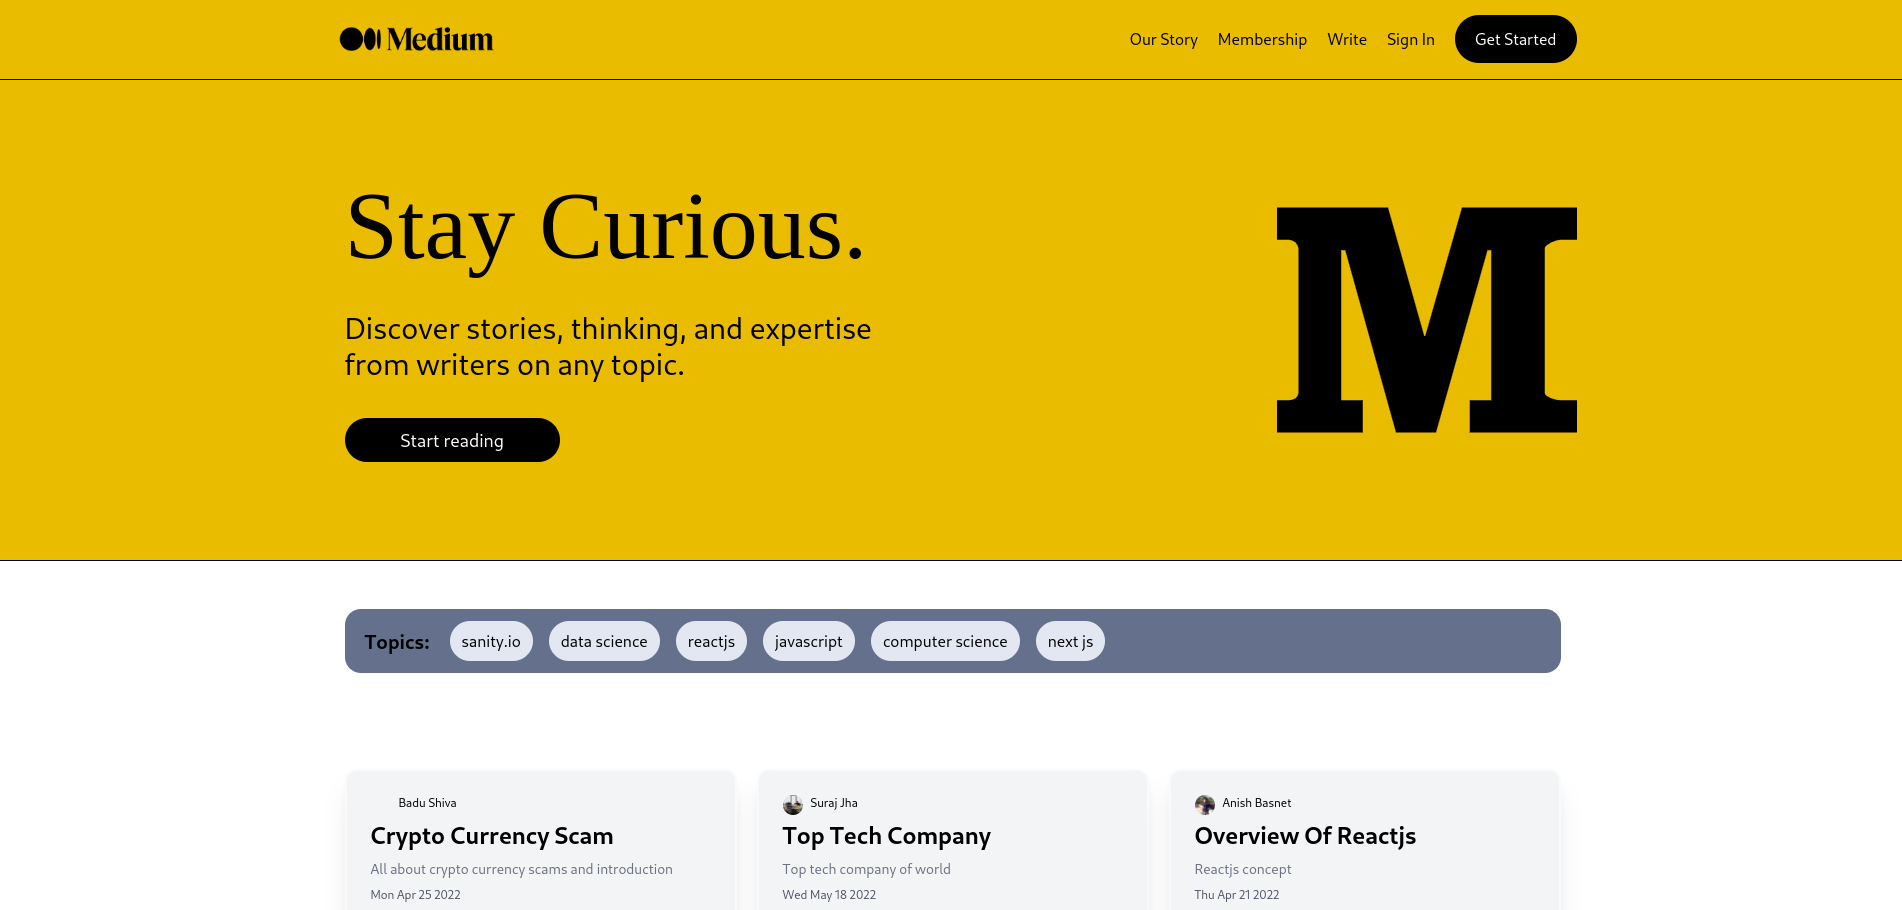 Medium
Our Story Membership Write Sign In Get Started
Stay Curious.
Discover stories, thinking, and expertise
from writers on any topic.
Start reading
M
Topics: sanity.io data science reactjs javascript computer science next js
Badu Shiva
Crypto Currency Scam
All about crypto currency scams and introduction
Mon Apr 25 2022
Suraj Jha
Top Tech Company
Top tech company of world
Wed May 18 2022
Anish Basnet
Overview Of Reactjs
Reactjs concept
Thu Apr 21 2022